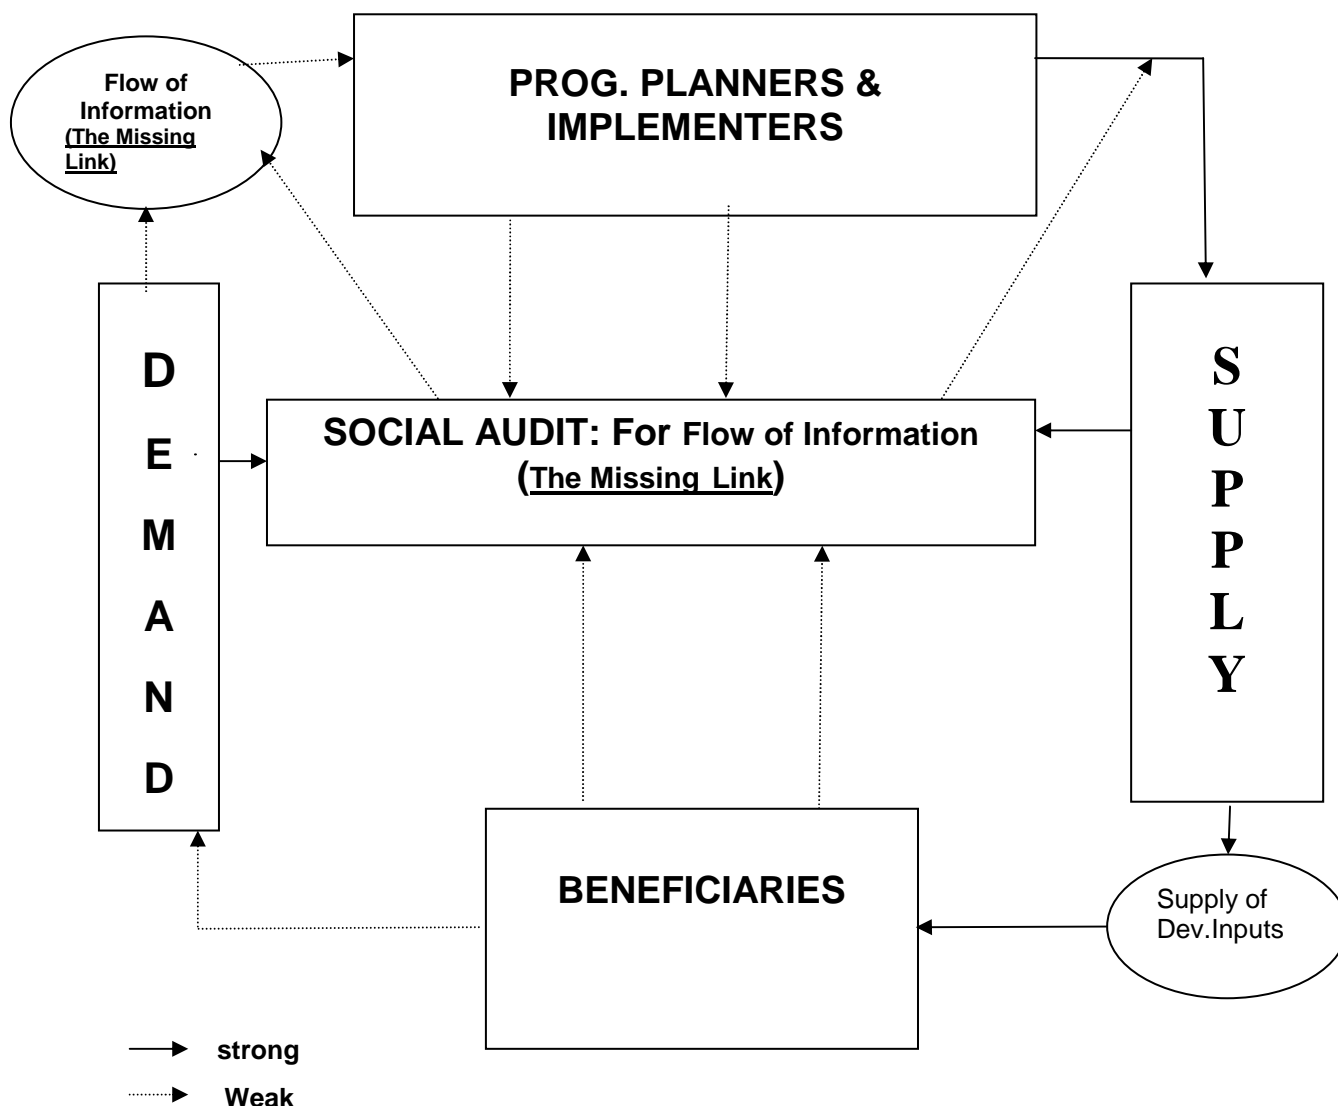 Flow of
Information
(The Missing
Link)
PROG. PLANNERS &
IMPLEMENTERS
D
E
M
A
N
D
SOCIAL AUDIT: For Flow of Information
(The Missing Link)
S
U
P
P
L
Y
BENEFICIARIES
Supply of
Dev.Inputs
strong
Weak